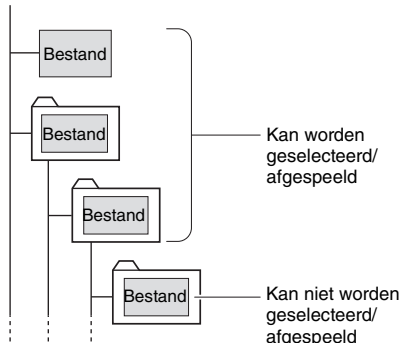 Bestand
Bestand
Bestand
Kan worden
geselecteerd/
afgespeeld
Bestand
Kan niet worden
geselecteerd/
afgespeeld